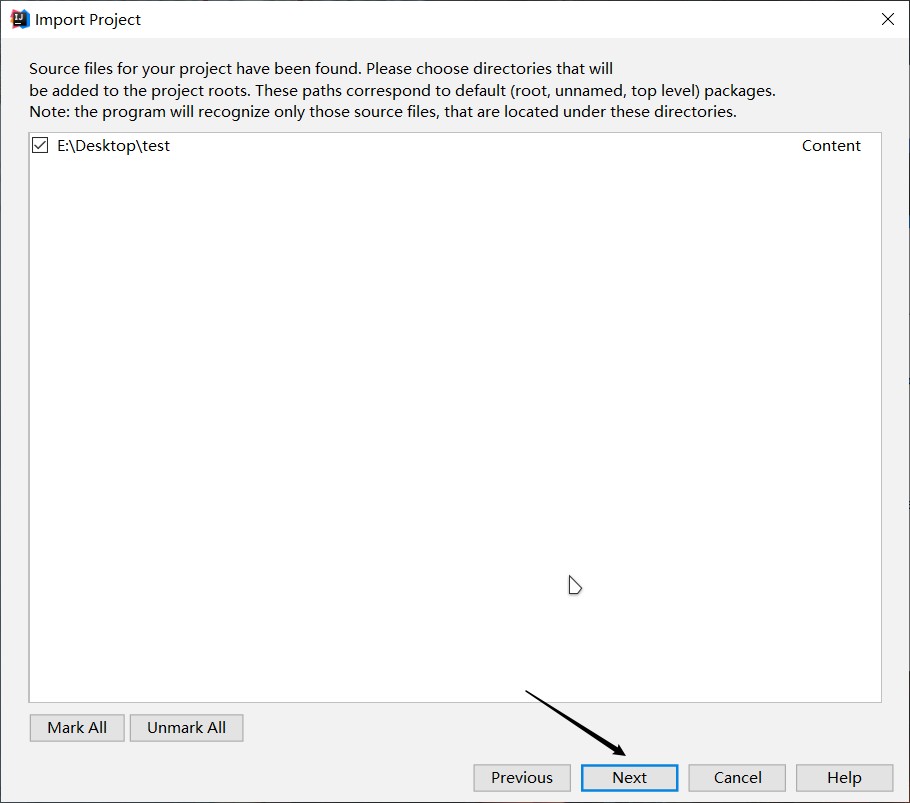 Import Project
Source files for your project have been found. Please choose directories that will
be added to the project roots. These paths correspond to default (root, unnamed, top level) packages.
Note: the program will recognize only those source files, that are located under these directories.
E:\Desktop\test Content
Mark All Unmark All
Previous Next Cancel Help